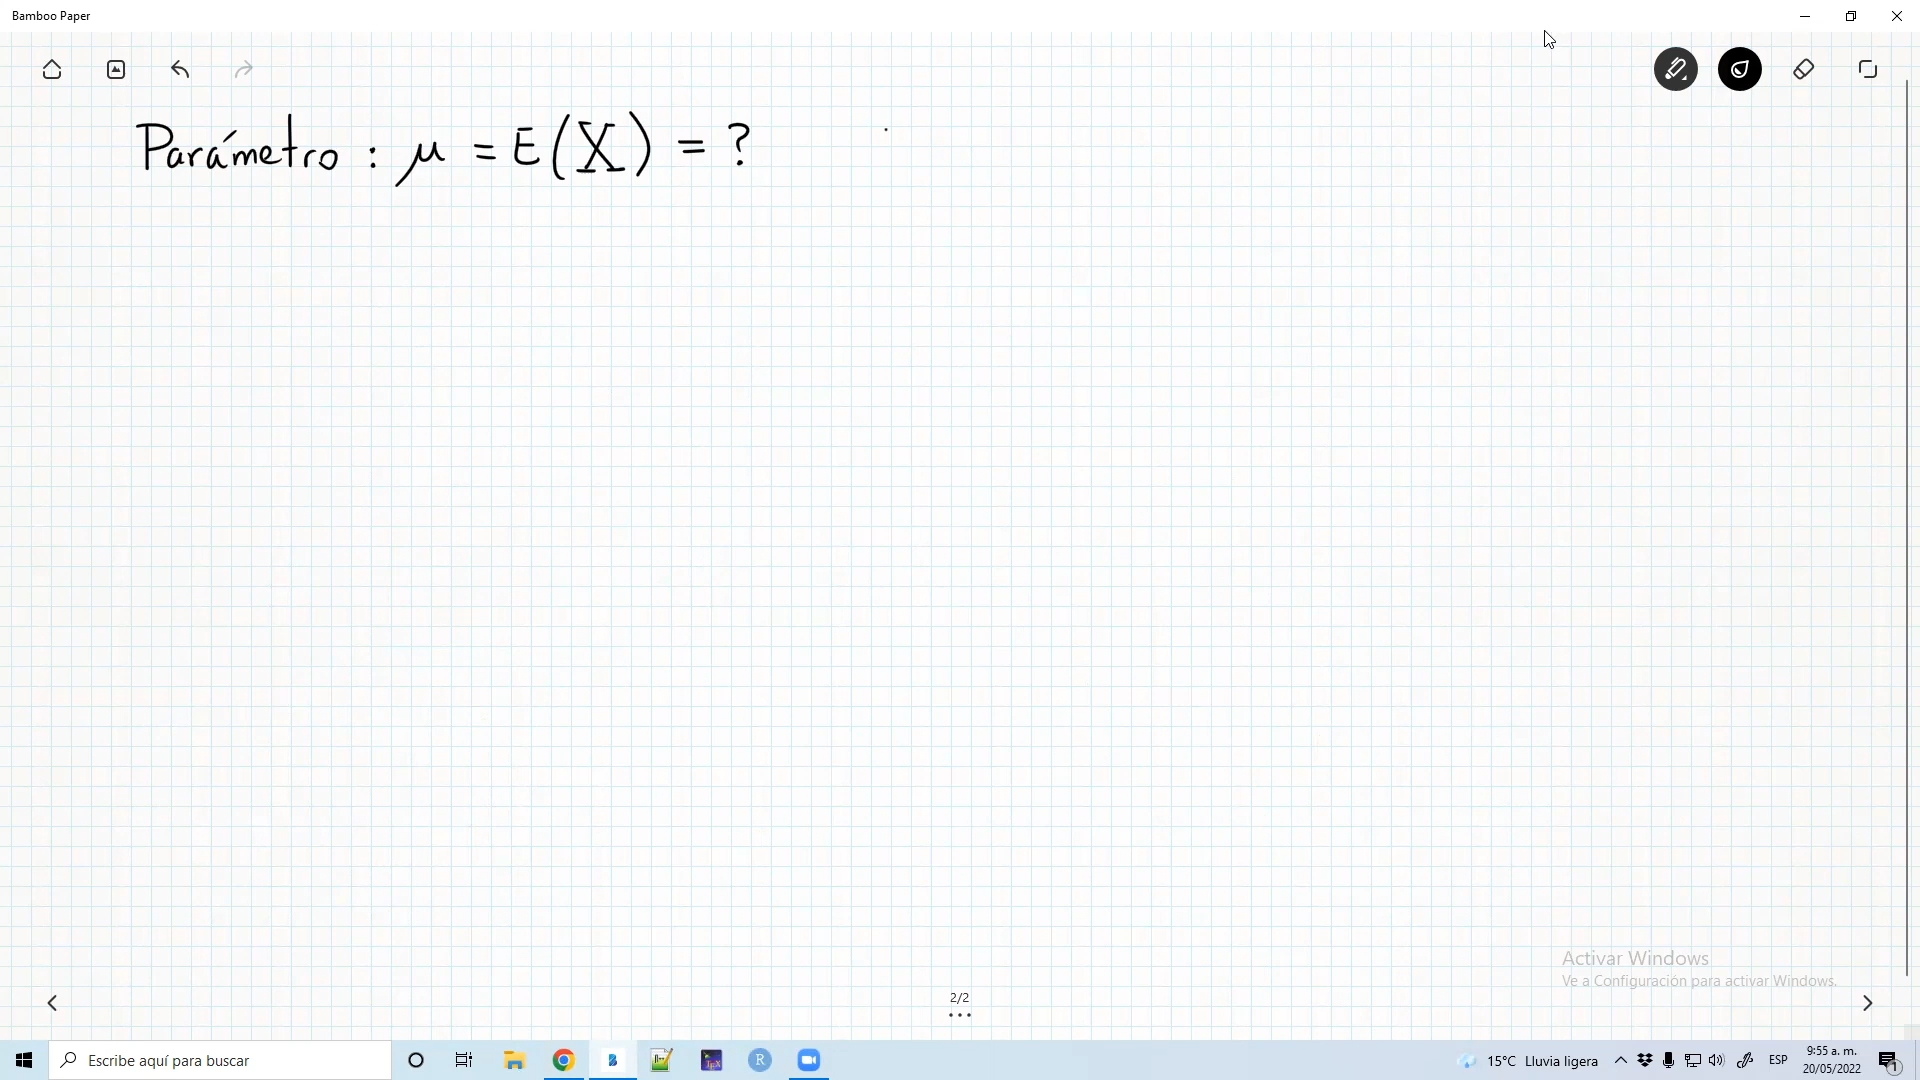 Bamboo Paper
Parámetro : μ = E(X) = ?
Activar Windows
Ve a Configuración para activar Windows.
2/2
Escribe aquí para buscar
15°C Lluvia ligera
ESP
9:55 a. m.
20/05/2022
1